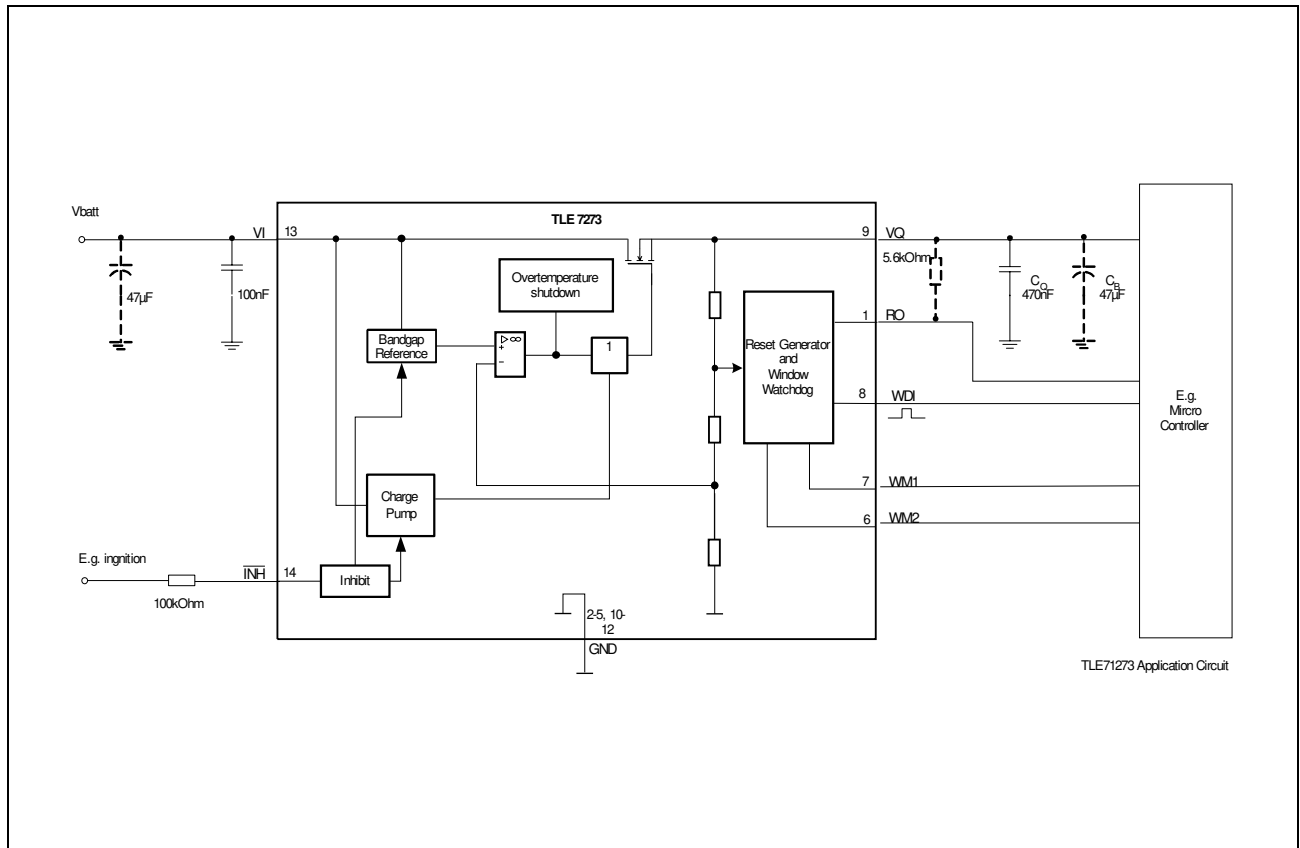 Vbatt
TLE 7273
VI
13
9
VQ
5.6kOhm
47µF
100nF
Overtemperature
shutdown
CQ
470nF
CB
47µF
1
RO
Bandgap
Reference
▷∞
+
−
1
Reset Generator
and
Window
Watchdog
8
WDI
E.g.
Mircro
Controller
7
WM1
Charge
Pump
6
WM2
E.g. ingnition
INH
14
Inhibit
100kOhm
2-5, 10-
12
GND
TLE71273 Application Circuit